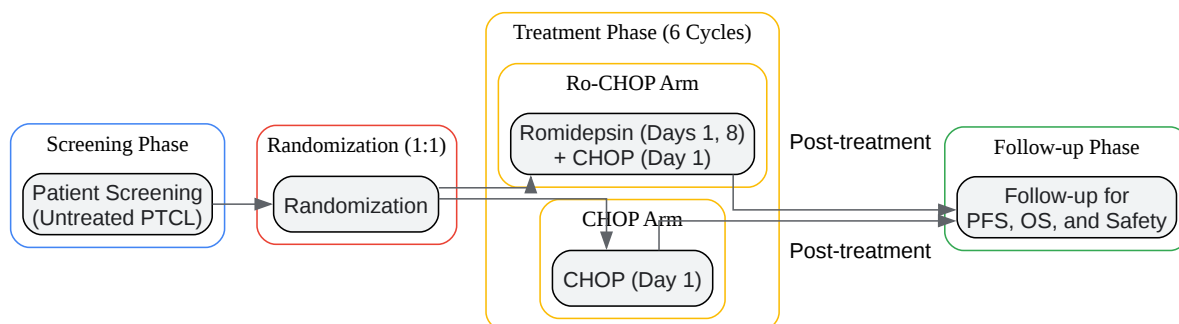 Screening Phase
Patient Screening
(Untreated PTCL)
Randomization (1:1)
Randomization
Treatment Phase (6 Cycles)
Ro-CHOP Arm
Romidepsin (Days 1, 8)
+ CHOP (Day 1)
CHOP Arm
CHOP (Day 1)
Post-treatment
Post-treatment
Follow-up Phase
Follow-up for
PFS, OS, and Safety